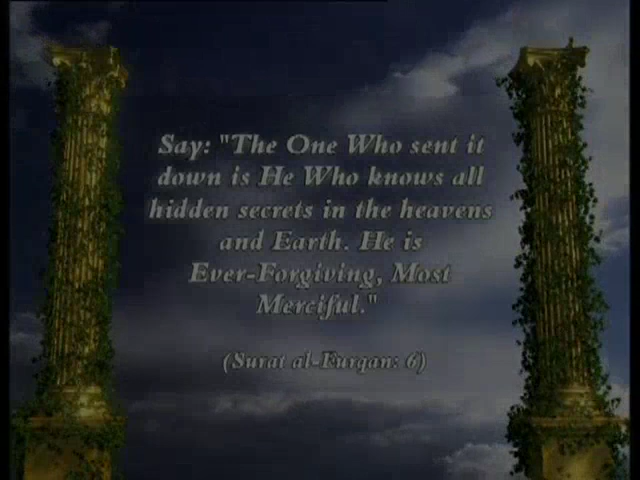 Say: "The One Who sent it
down is He Who knows all
hidden secrets in the heavens
and Earth. He is
Ever-Forgiving, Most
Merciful."
(Surat al-Furqan: 6)